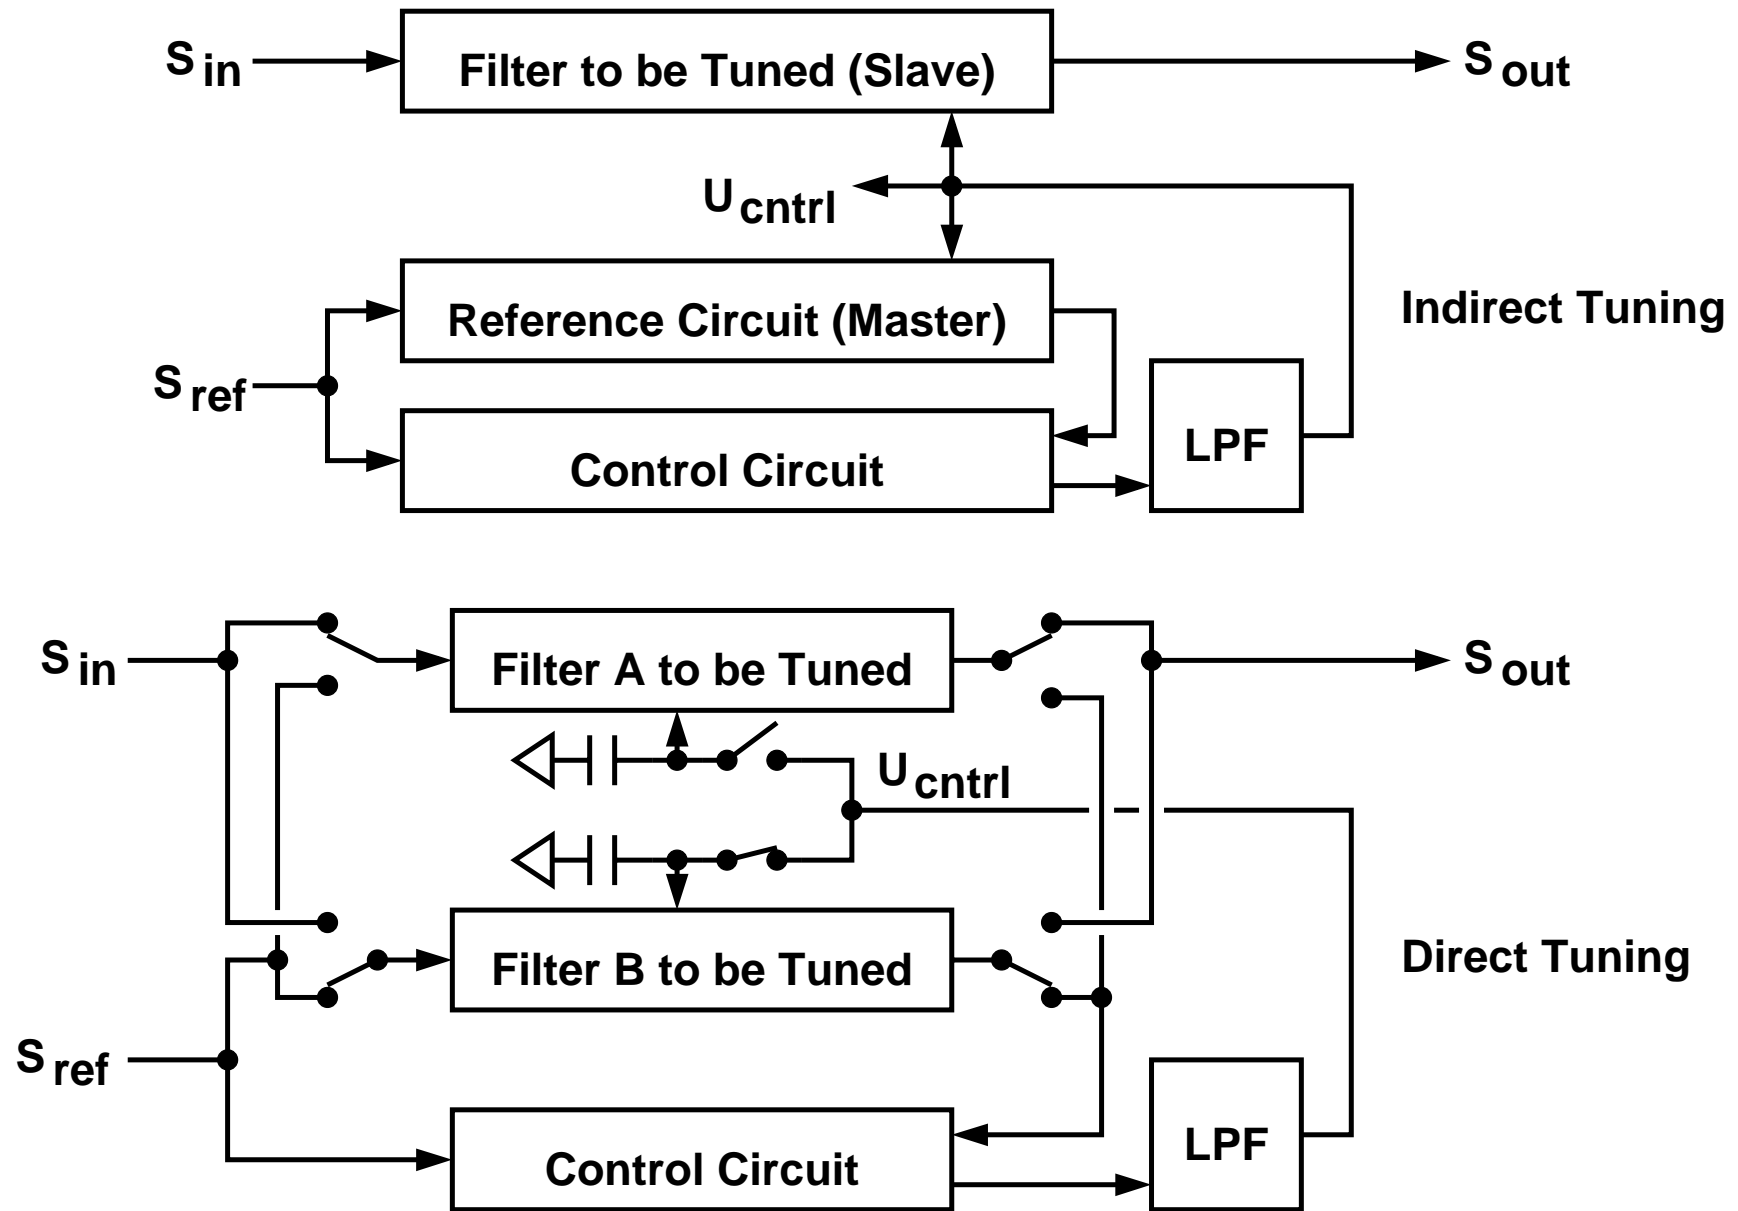 S in
Filter to be Tuned (Slave)
S out
U cntrl
Reference Circuit (Master)
Indirect Tuning
S ref
Control Circuit
LPF
S in
Filter A to be Tuned
S out
U cntrl
Filter B to be Tuned
Direct Tuning
S ref
Control Circuit
LPF